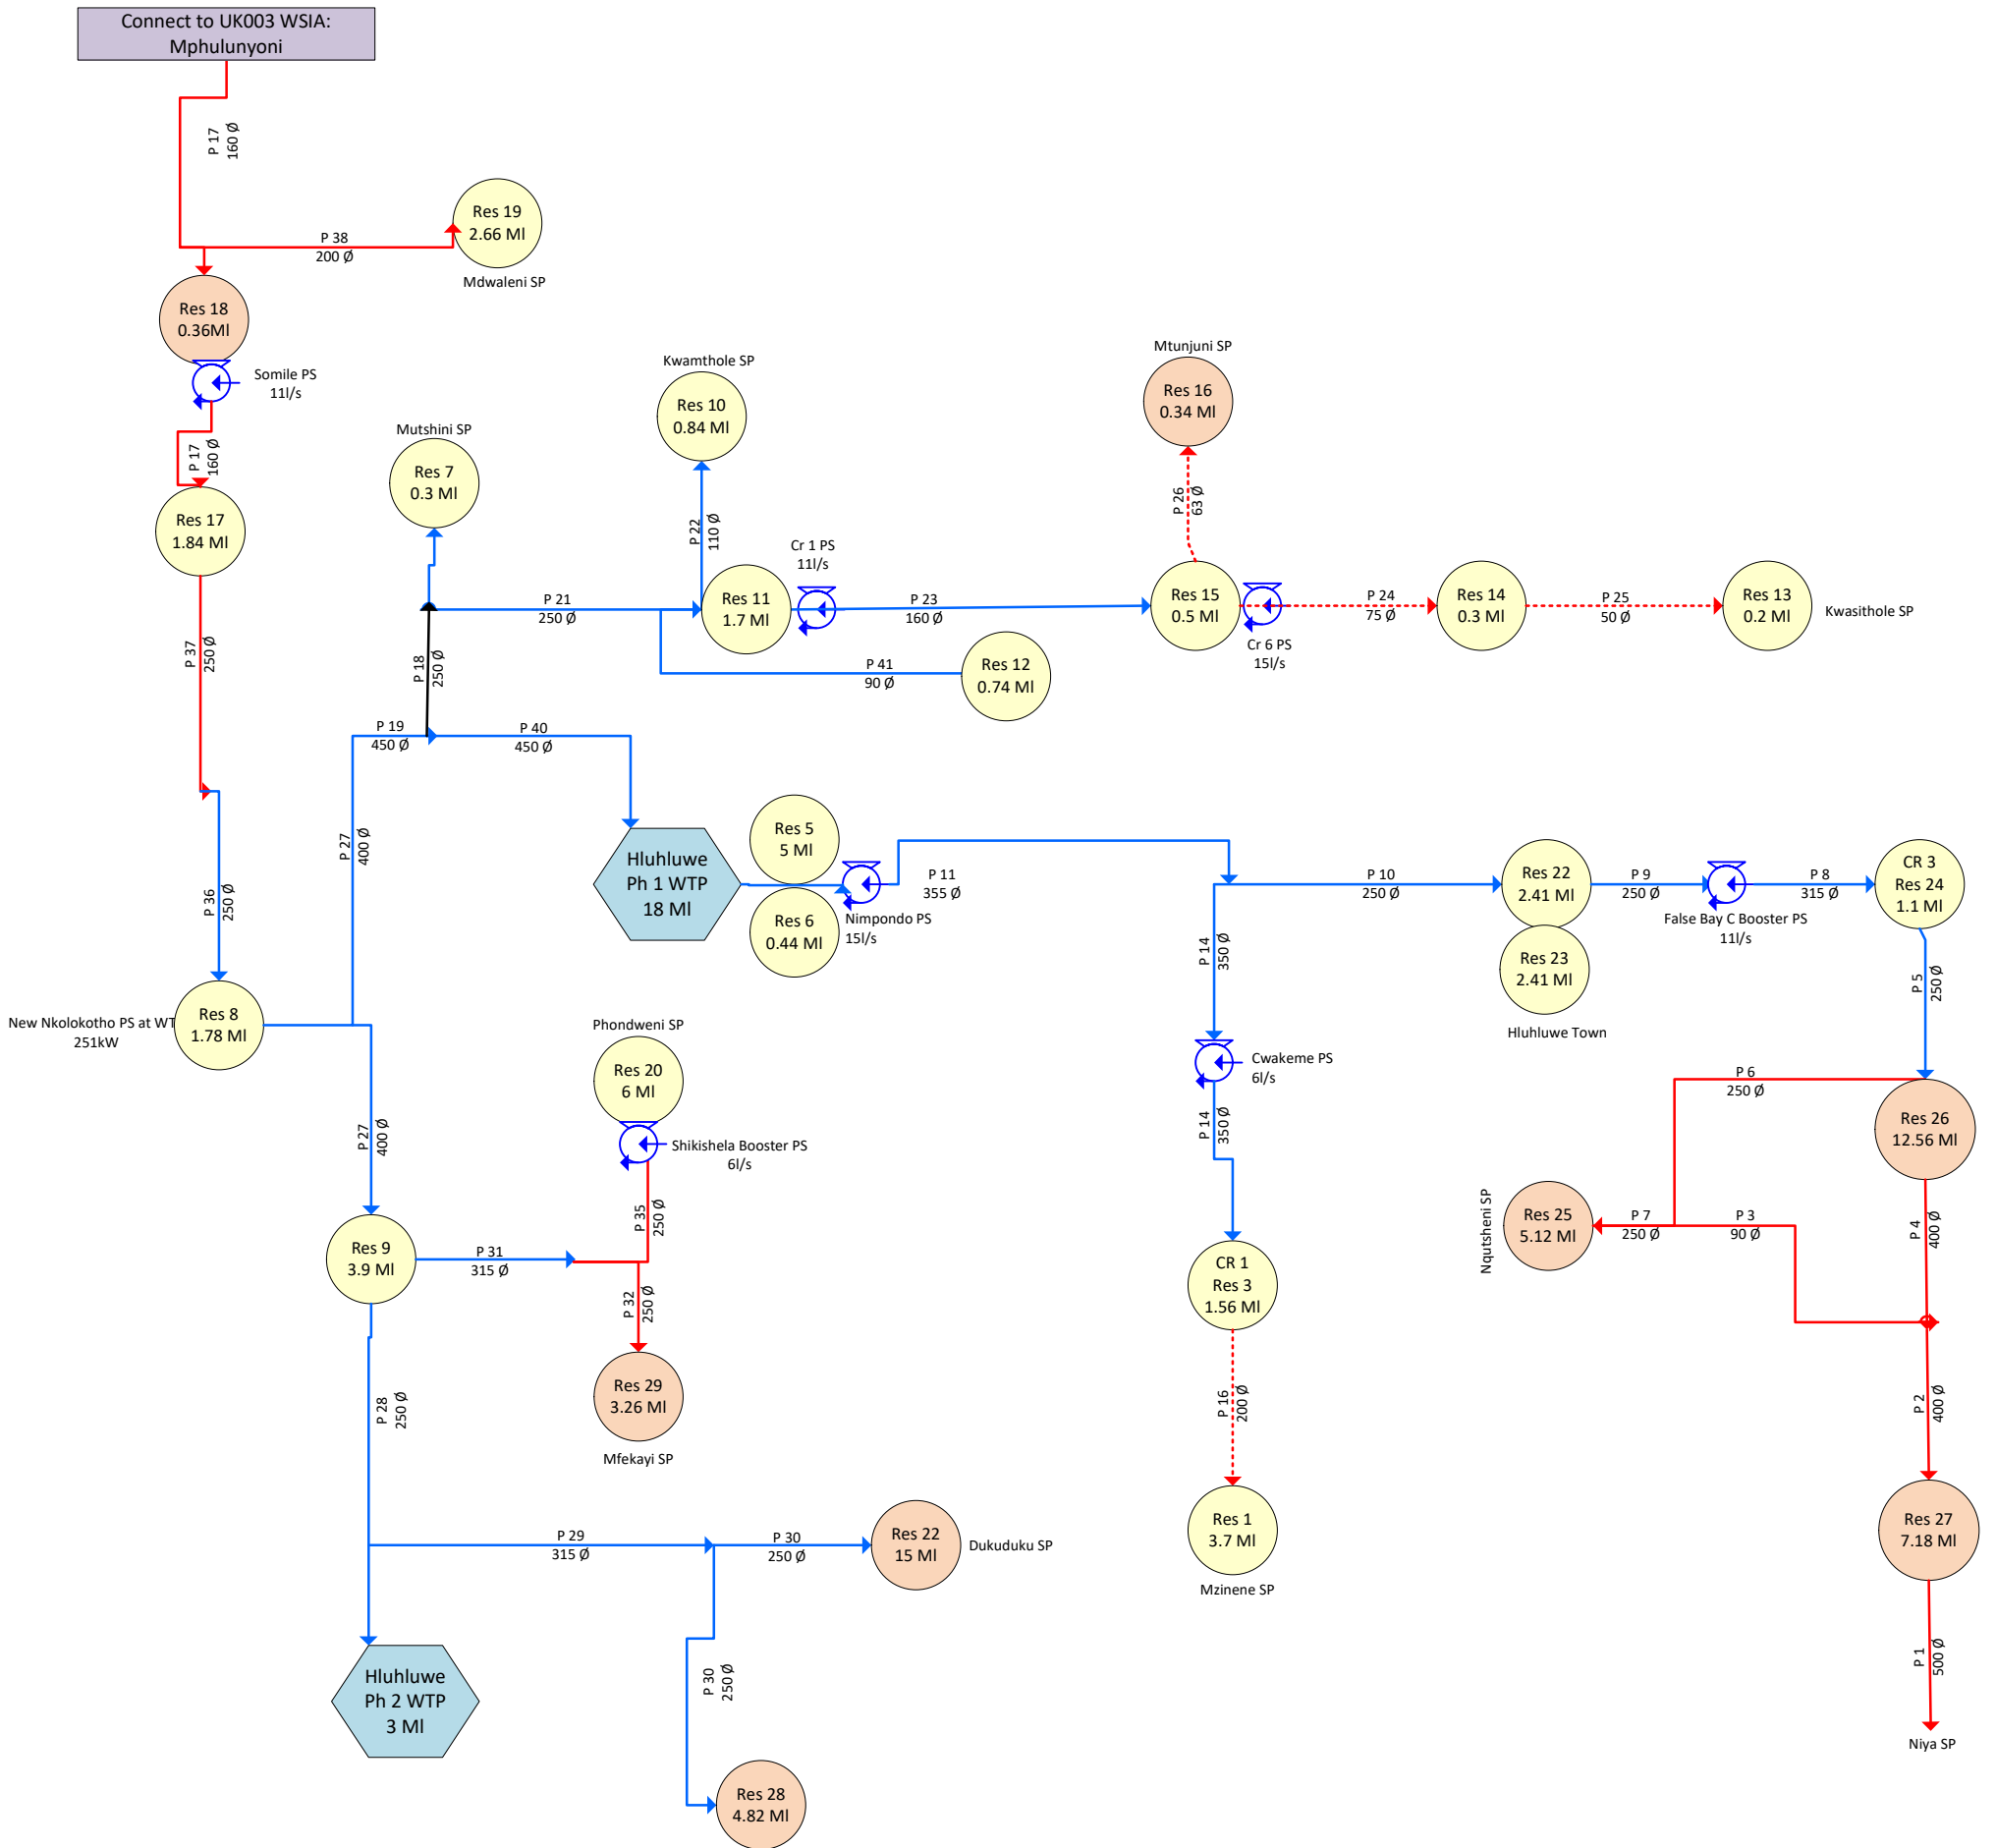 Connect to UK003 WSIA:
Mphulunyoni
P 17
160 Ø
Res 19
2.66 Ml
P 38
200 Ø
Mdwaleni SP
Res 18
0.36Ml
Somile PS
11l/s
P 17
160 Ø
Res 17
1.84 Ml
Mutshini SP
Res 7
0.3 Ml
Kwamthole SP
Res 10
0.84 Ml
P 22
110 Ø
Mtunjuni SP
Res 16
0.34 Ml
P 26
63 Ø
Cr 1 PS
11l/s
P 21
250 Ø
Res 11
1.7 Ml
P 23
160 Ø
Res 15
0.5 Ml
Cr 6 PS
15l/s
P 24
75 Ø
Res 14
0.3 Ml
P 25
50 Ø
Res 13
0.2 Ml
Kwasithole SP
P 37
250 Ø
P 18
250 Ø
P 41
90 Ø
Res 12
0.74 Ml
P 19
450 Ø
P 40
450 Ø
P 27
400 Ø
P 36
250 Ø
Hluhluwe
Ph 1 WTP
18 Ml
Res 5
5 Ml
Res 6
0.44 Ml
Nimpondo PS
15l/s
P 11
355 Ø
P 10
250 Ø
Res 22
2.41 Ml
P 9
250 Ø
False Bay C Booster PS
11l/s
P 8
315 Ø
CR 3
Res 24
1.1 Ml
Res 23
2.41 Ml
Hluhluwe Town
P 14
350 Ø
P 5
250 Ø
New Nkolokotho PS at WT
251kW
Res 8
1.78 Ml
Phondweni SP
Res 20
6 Ml
Shikishela Booster PS
6l/s
Cwakeme PS
6l/s
P 14
350 Ø
P 6
250 Ø
Res 26
12.56 Ml
P 27
400 Ø
P 35
250 Ø
Res 9
3.9 Ml
P 31
315 Ø
P 32
250 Ø
CR 1
Res 3
1.56 Ml
Nqutsheni SP
Res 25
5.12 Ml
P 7
250 Ø
P 3
90 Ø
P 4
400 Ø
P 28
250 Ø
Res 29
3.26 Ml
Mfekayi SP
P 16
200 Ø
P 2
400 Ø
P 29
315 Ø
P 30
250 Ø
Res 22
15 Ml
Dukuduku SP
Res 1
3.7 Ml
Mzinene SP
Res 27
7.18 Ml
Hluhluwe
Ph 2 WTP
3 Ml
P 30
250 Ø
P 1
500 Ø
Niya SP
Res 28
4.82 Ml